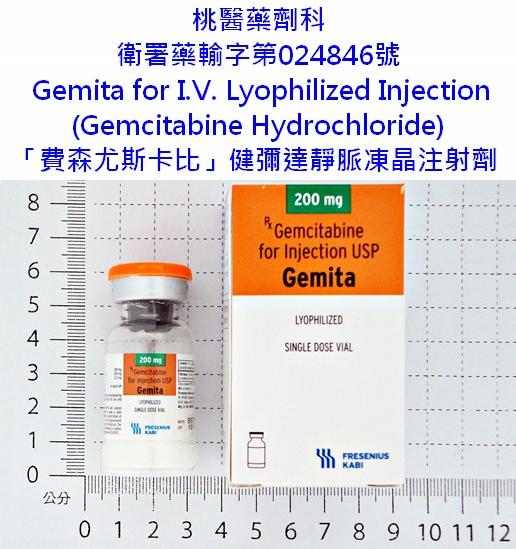 桃醫藥劑科
衛署藥輸字第024846號
Gemita for I.V. Lyophilized Injection
(Gemcitabine Hydrochloride)
「費森尤斯卡比」健彌達靜脈凍晶注射劑
200 mg
Rx Gemcitabine
for Injection USP
Gemita
LYOPHILIZED
SINGLE DOSE VIAL
FRESENIUS
KABI
200 mg
Rx Gemcitabine
for Injection USP
Gemita
LYOPHILIZED
SINGLE DOSE VIAL
FRESENIUS
KABI
8
7
6
5
4
3
2
1
0
公分
0 1 2 3 4 5 6 7 8 9 10 11 12